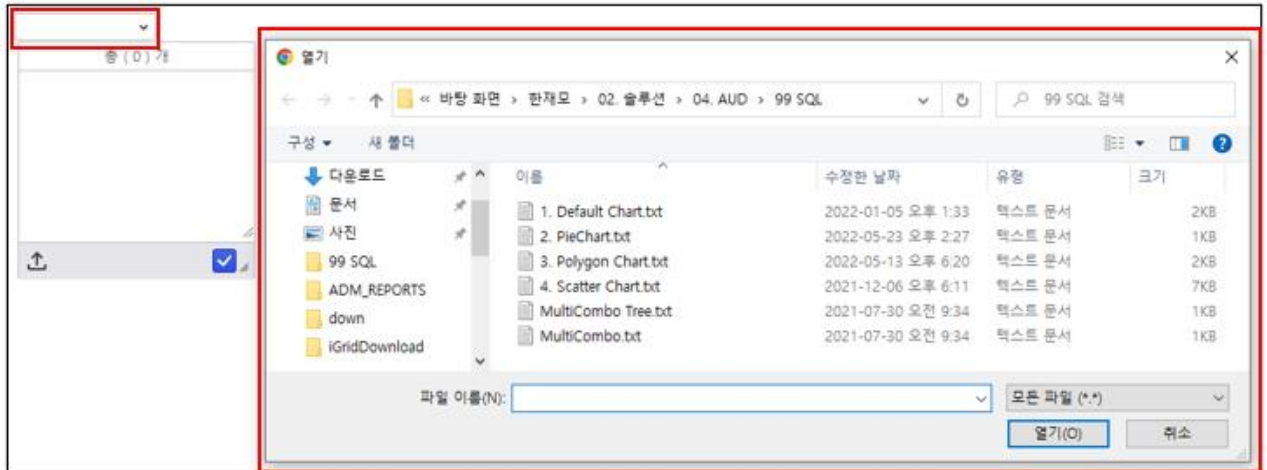 총 ( 0 ) 개
열기
« 바탕 화면 › 한재모 › 02. 솔루션 › 04. AUD › 99 SQL
99 SQL 검색
구성
새 폴더
이름 수정한 날짜 유형 크기
다운로드
문서
사진
99 SQL
ADM_REPORTS
down
iGridDownload
1. Default Chart.txt 2022-01-05 오후 1:33 텍스트 문서 2KB
2. PieChart.txt 2022-05-23 오후 2:27 텍스트 문서 1KB
3. Polygon Chart.txt 2022-05-13 오후 6:20 텍스트 문서 2KB
4. Scatter Chart.txt 2021-12-06 오후 6:11 텍스트 문서 7KB
MultiCombo Tree.txt 2021-07-30 오전 9:34 텍스트 문서 1KB
MultiCombo.txt 2021-07-30 오전 9:34 텍스트 문서 1KB
파일 이름(N):
모든 파일 (*.*)
열기(O) 취소